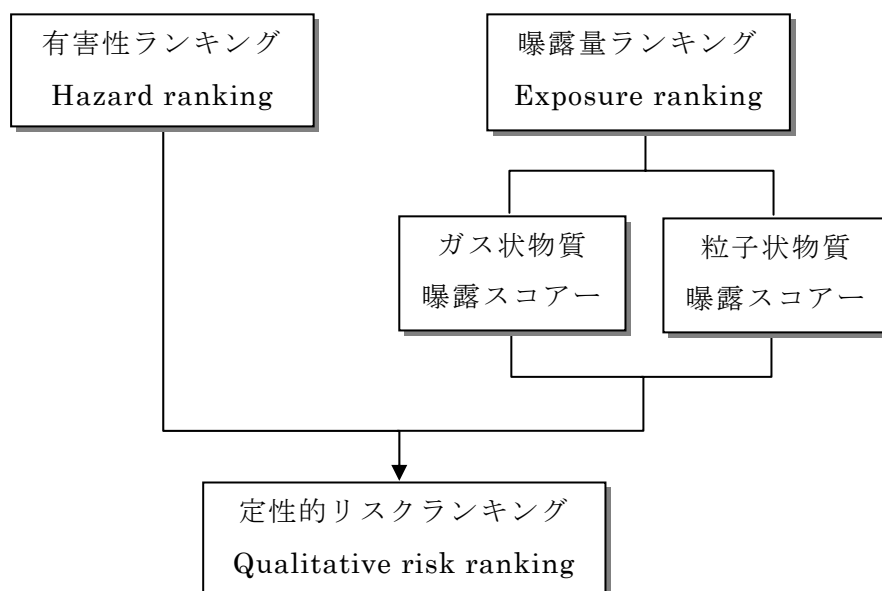 有害性ランキング
Hazard ranking
曝露量ランキング
Exposure ranking
ガス状物質
曝露スコアー
粒子状物質
曝露スコアー
定性的リスクランキング
Qualitative risk ranking